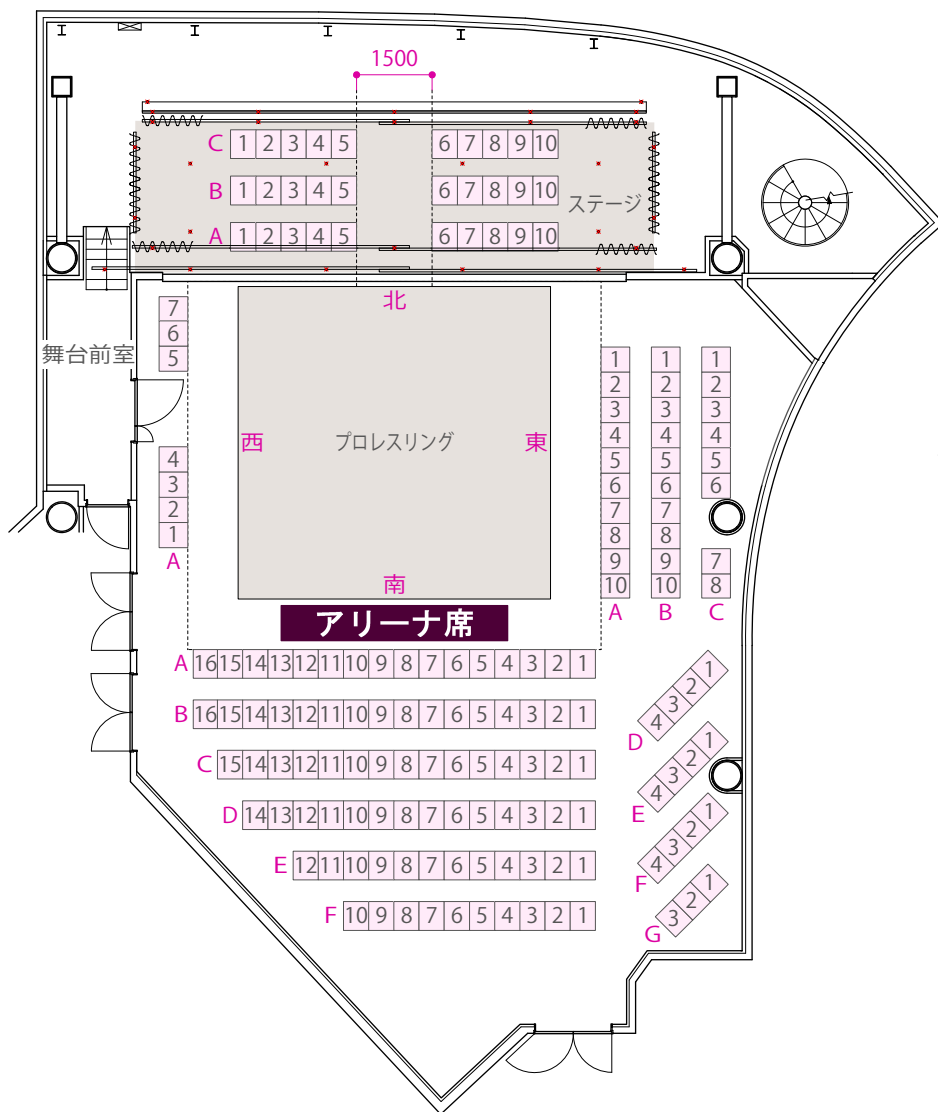 1500
C 1 2 3 4 5 6 7 8 9 10
B 1 2 3 4 5 6 7 8 9 10
ステージ
A 1 2 3 4 5 6 7 8 9 10
北
舞台前室
7
6
5
4
3
2
1
A
西
プロレスリング
東
南
アリーナ席
1 1 1
2 2 2
3 3 3
4 4 4
5 5 5
6 6 6
7 7
8 8
9 9 7
10 10 8
A B C
A 16 15 14 13 12 11 10 9 8 7 6 5 4 3 2 1
B 16 15 14 13 12 11 10 9 8 7 6 5 4 3 2 1
C 15 14 13 12 11 10 9 8 7 6 5 4 3 2 1
D 14 13 12 11 10 9 8 7 6 5 4 3 2 1
E 12 11 10 9 8 7 6 5 4 3 2 1
F 10 9 8 7 6 5 4 3 2 1
D 4 3 2 1
E 4 3 2 1
F 4 3 2 1
G 3 2 1